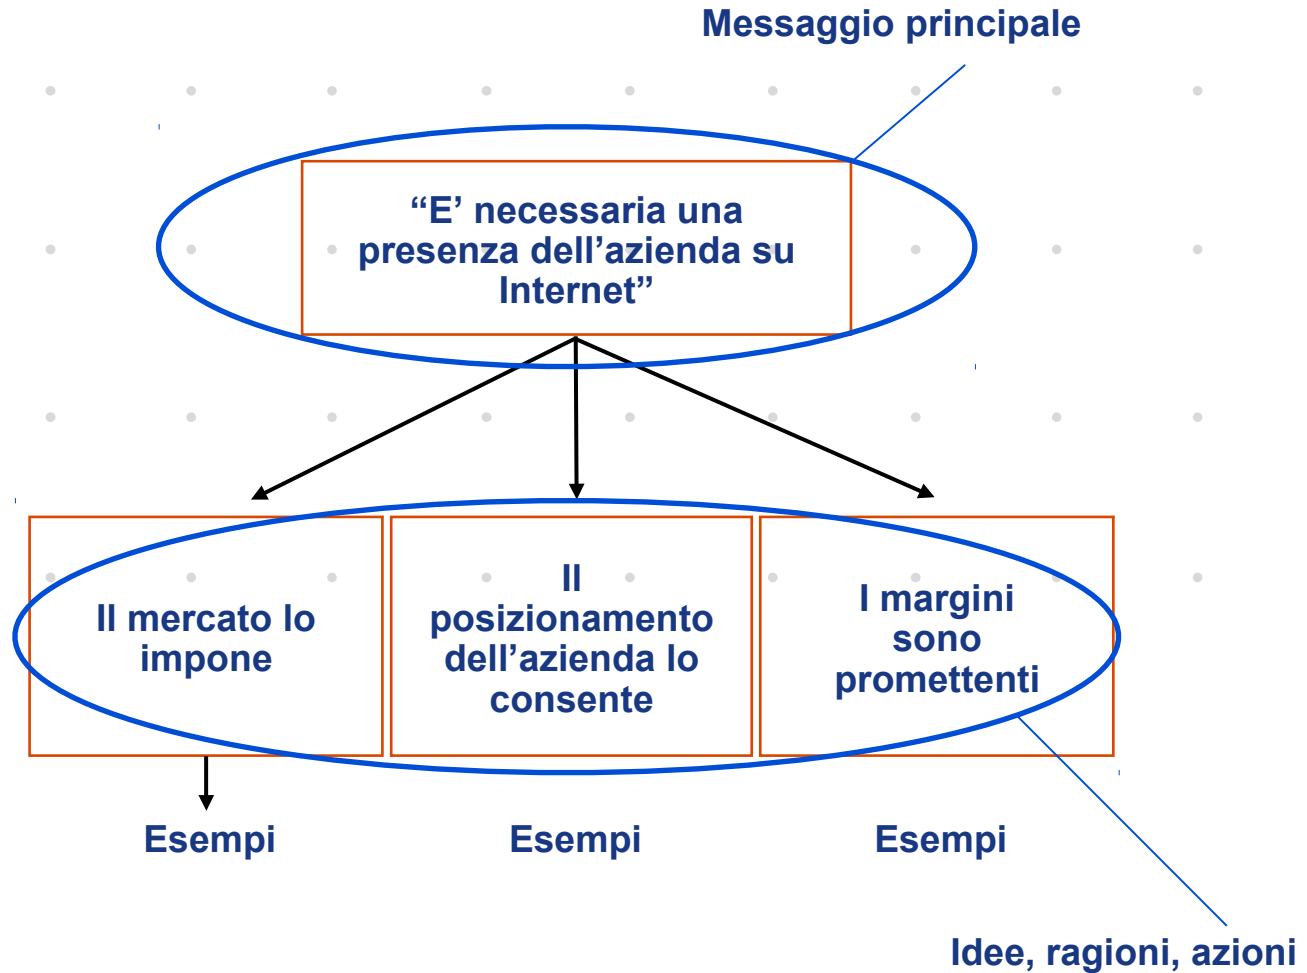 Messaggio principale
“E’ necessaria una
presenza dell’azienda su
Internet”
Il mercato lo
impone
Il
posizionamento
dell’azienda lo
consente
I margini
sono
promettenti
Esempi
Esempi
Esempi
Idee, ragioni, azioni